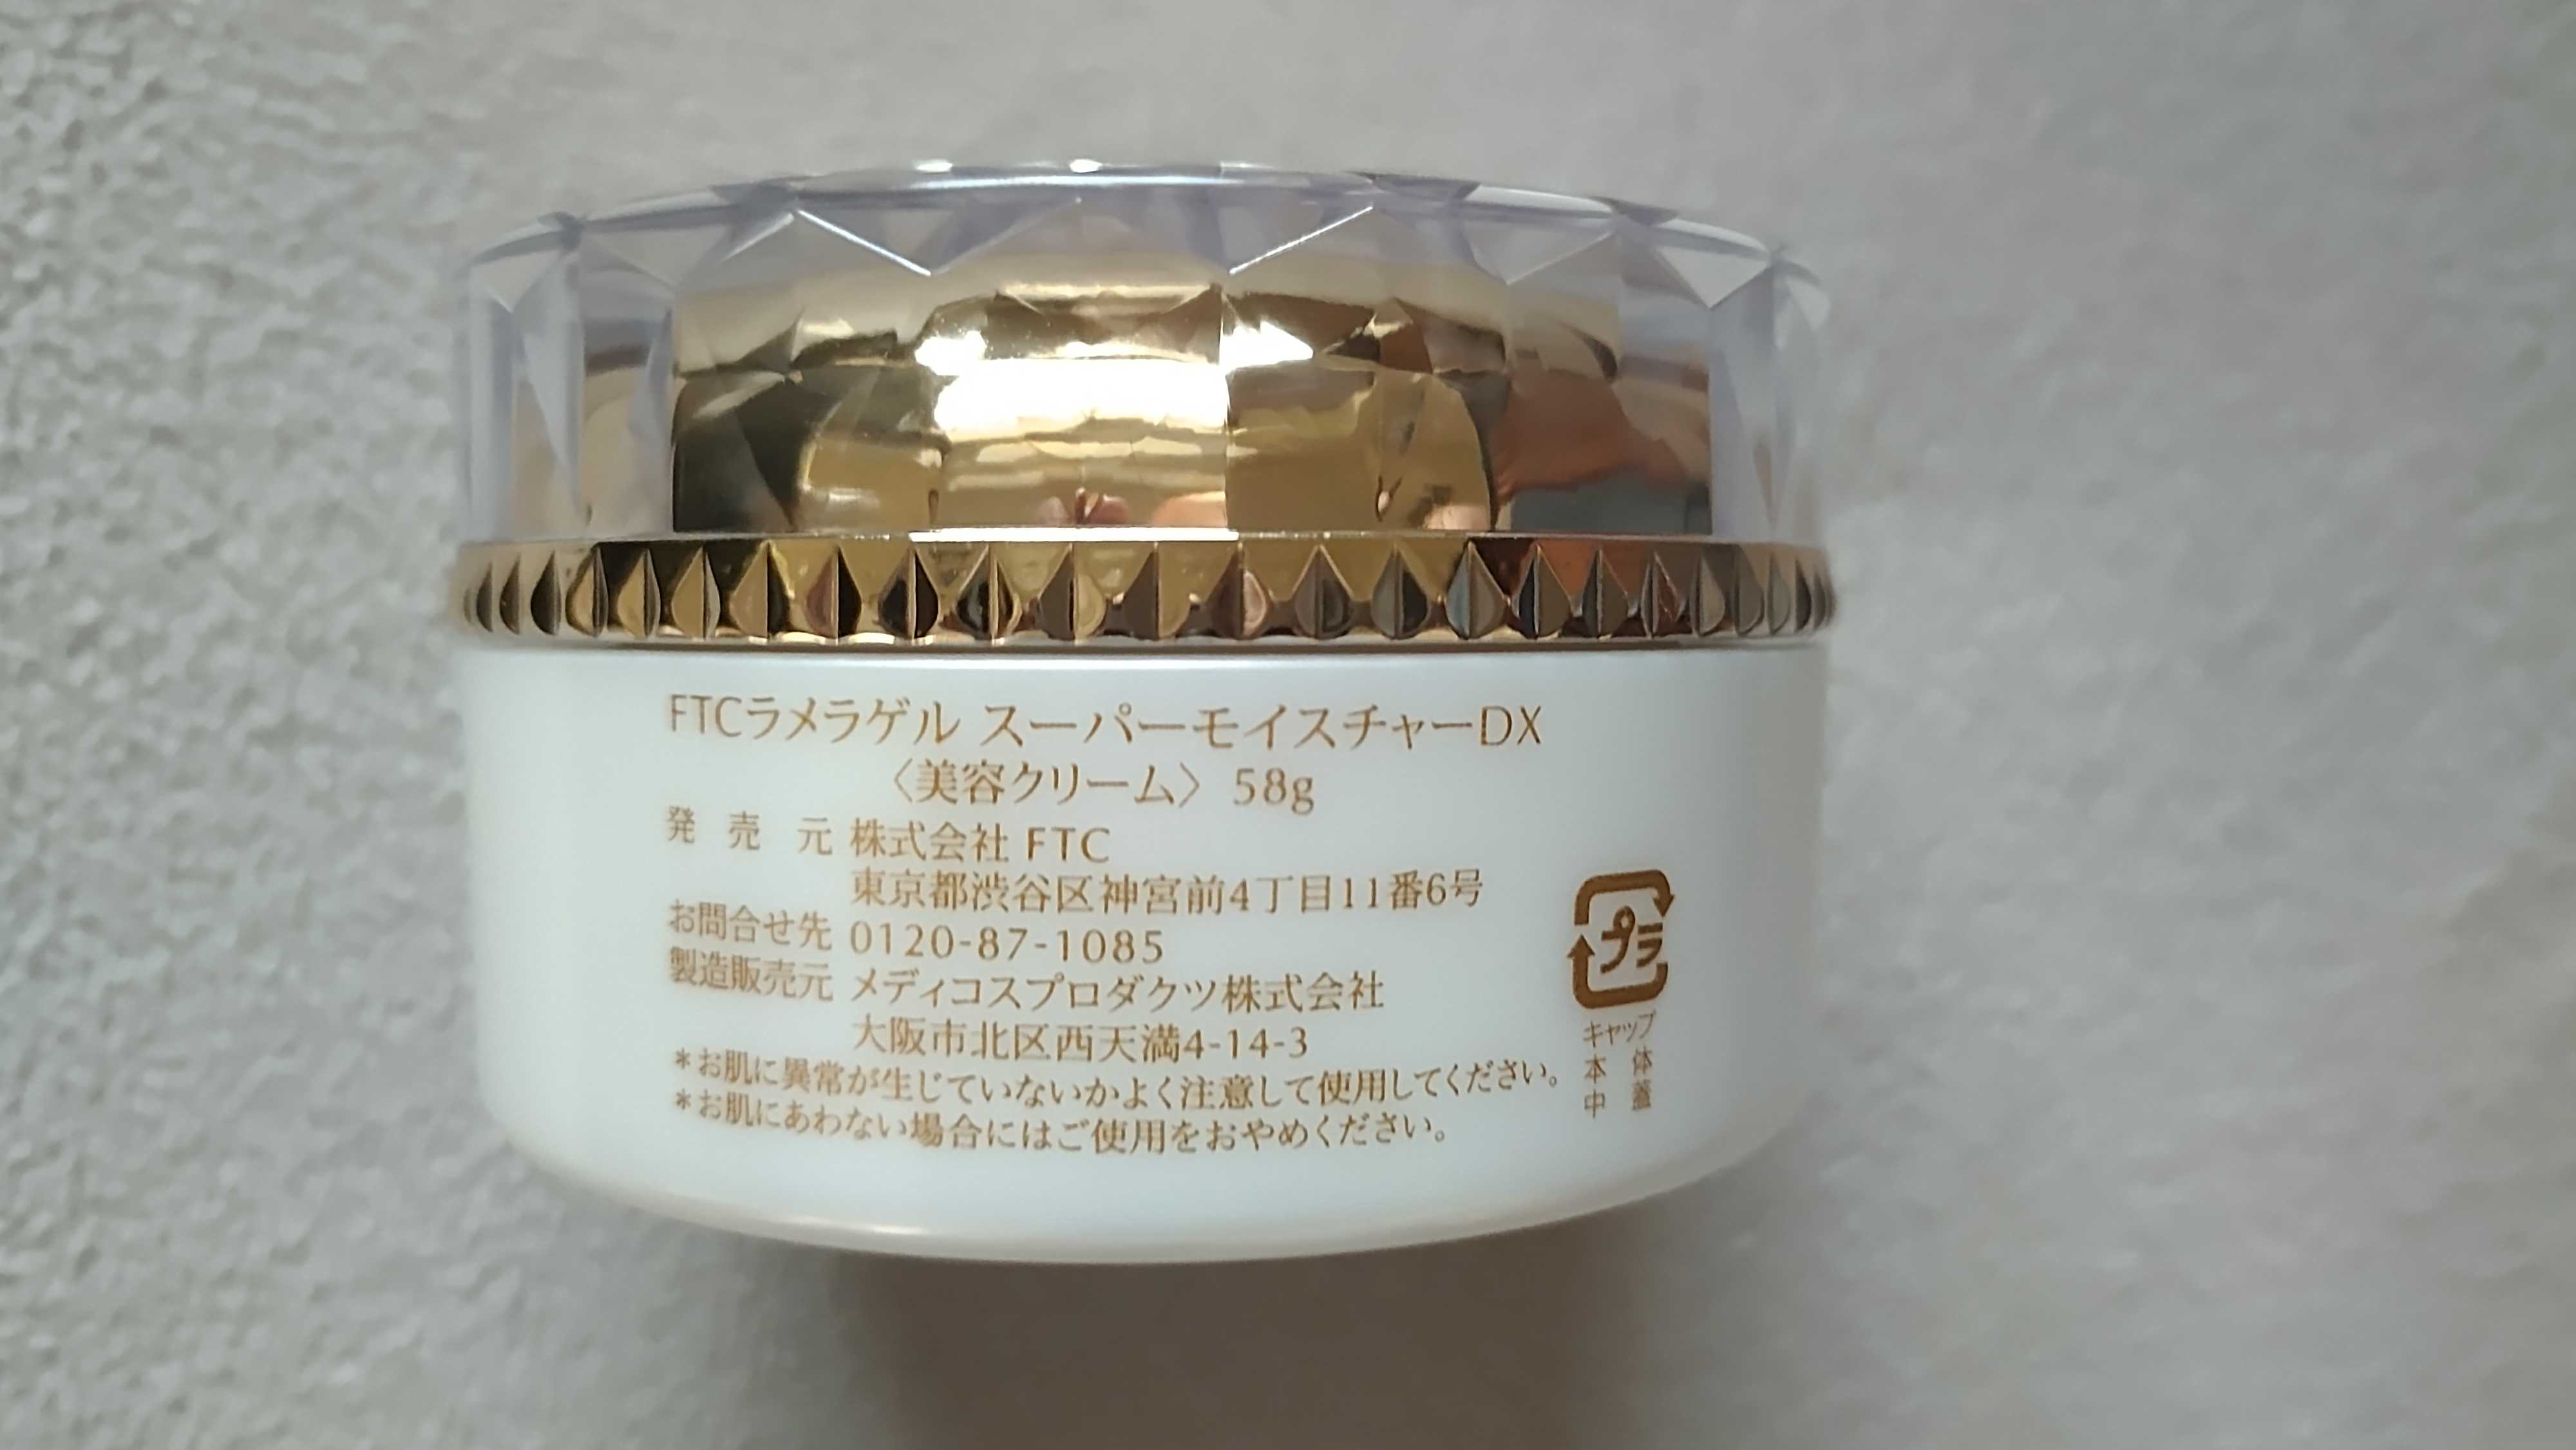 FTCラメラゲル スーパーモイスチャーDX
〈美容クリーム〉 58g
発売元 株式会社 FTC
東京都渋谷区神宮前4丁目11番6号
お問合せ先 0120-87-1085
製造販売元 メディコスプロダクツ株式会社
大阪市北区西天満4-14-3
＊お肌に異常が生じていないかよく注意して使用してください。
＊お肌にあわない場合にはご使用をおやめください。
プラ
キャップ
本体
中蓋